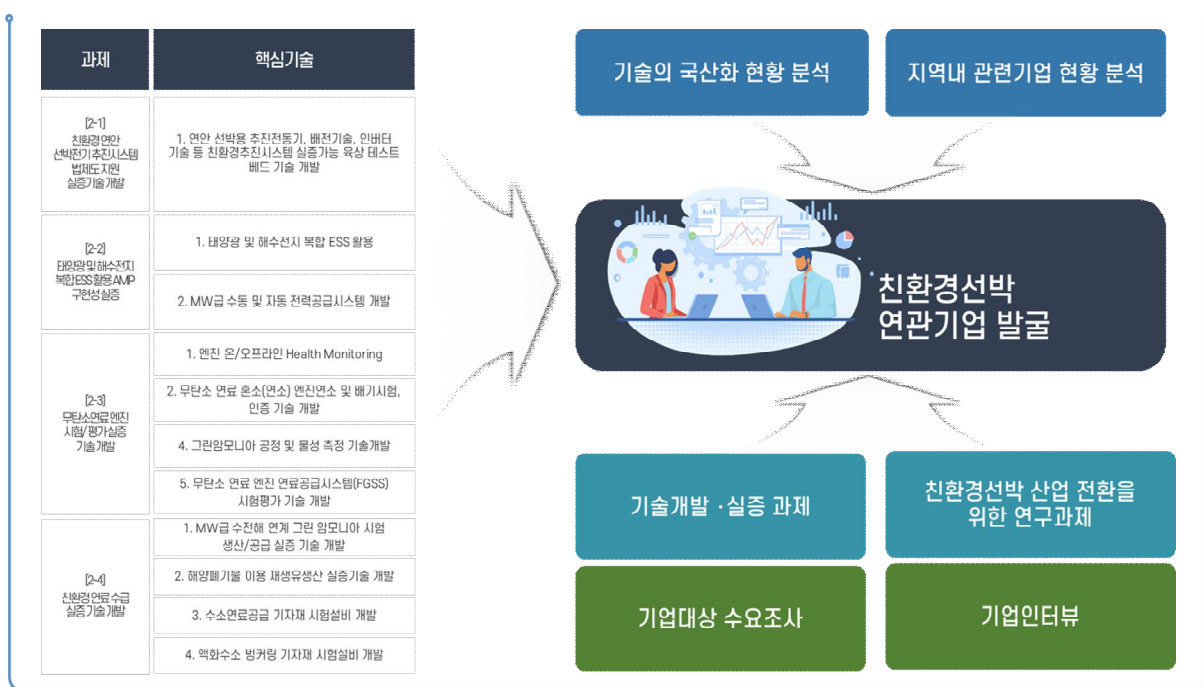 과제
핵심기술
[2-1]
친환경 연안
선박전기 추진시스템
법제도 지원
실증기술 개발
1. 연안 선박용 추진전동기, 배전기술, 인버터
기술 등 친환경추진시스템 실증가능 육상 테스트
베드 기술 개발
[2-2]
태양광 및 해수전지
복합 ESS 활용 AMP
구현성 실증
1. 태양광 및 해수전지 복합 ESS 활용
2. MW급 수동 및 자동 전력공급시스템 개발
[2-3]
무탄소연료 엔진
시험/평가 실증
기술개발
1. 엔진 온/오프라인 Health Monitoring
2. 무탄소 연료 혼소(연소) 엔진연소 및 배기시험,
인증 기술 개발
4. 그린암모니아 공정 및 물성 측정 기술개발
5. 무탄소 연료 엔진 연료공급시스템(FGSS)
시험평가 기술 개발
[2-4]
친환경 연료 수급
실증 기술 개발
1. MW급 수전해 연계 그린 암모니아 시험
생산/공급 실증 기술 개발
2. 해양폐기물 이용 재생유생산 실증기술 개발
3. 수소연료공급 기자재 시험설비 개발
4. 액화수소 벙커링 기자재 시험설비 개발
기술의 국산화 현황 분석
지역내 관련기업 현황 분석
친환경선박
연관기업 발굴
기술개발 · 실증 과제
친환경선박 산업 전환을
위한 연구과제
기업대상 수요조사
기업인터뷰